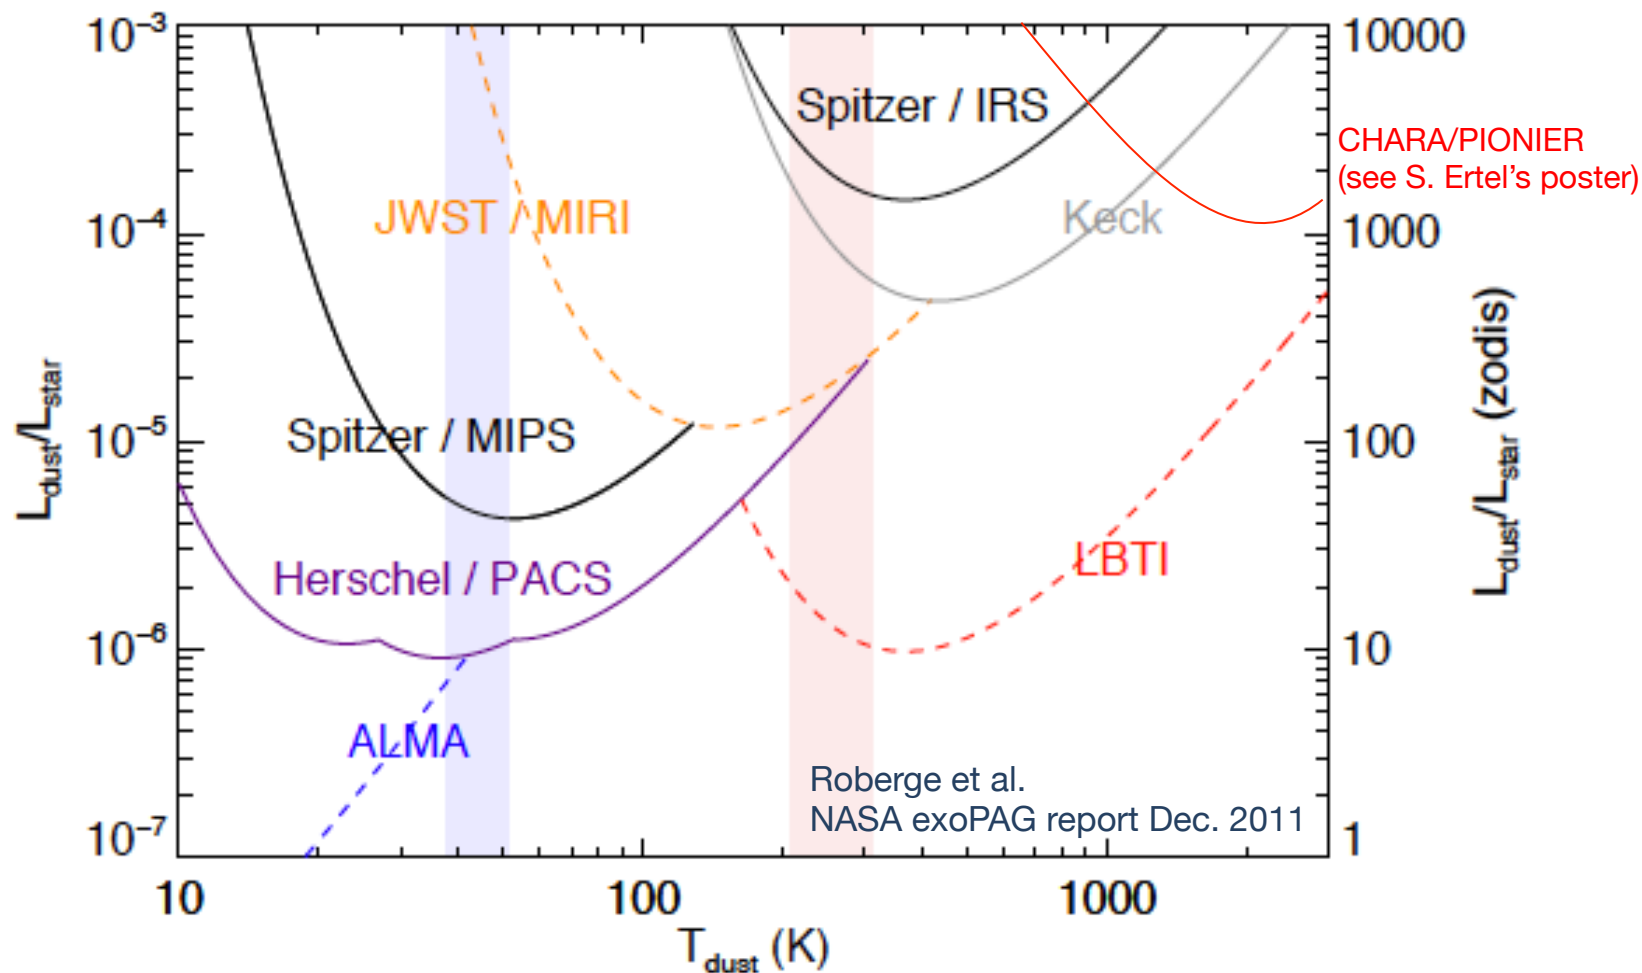 10⁻³
10⁻⁴
10⁻⁵
10⁻⁶
10⁻⁷
L_dust/L_star
10
100
1000
T_dust (K)
10000
1000
100
10
1
L_dust/L_star (zodis)
Spitzer / IRS
CHARA/PIONIER
(see S. Ertel’s poster)
JWST / MIRI
Keck
Spitzer / MIPS
Herschel / PACS
LBTI
ALMA
Roberge et al.
NASA exoPAG report Dec. 2011